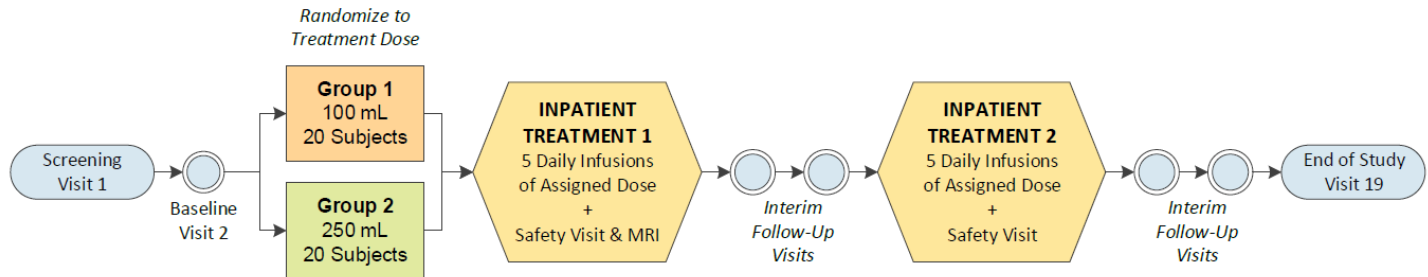 Randomize to
Treatment Dose
Screening
Visit 1
Baseline
Visit 2
Group 1
100 mL
20 Subjects
Group 2
250 mL
20 Subjects
INPATIENT
TREATMENT 1
5 Daily Infusions
of Assigned Dose
+
Safety Visit & MRI
Interim
Follow-Up
Visits
INPATIENT
TREATMENT 2
5 Daily Infusions
of Assigned Dose
+
Safety Visit
Interim
Follow-Up
Visits
End of Study
Visit 19